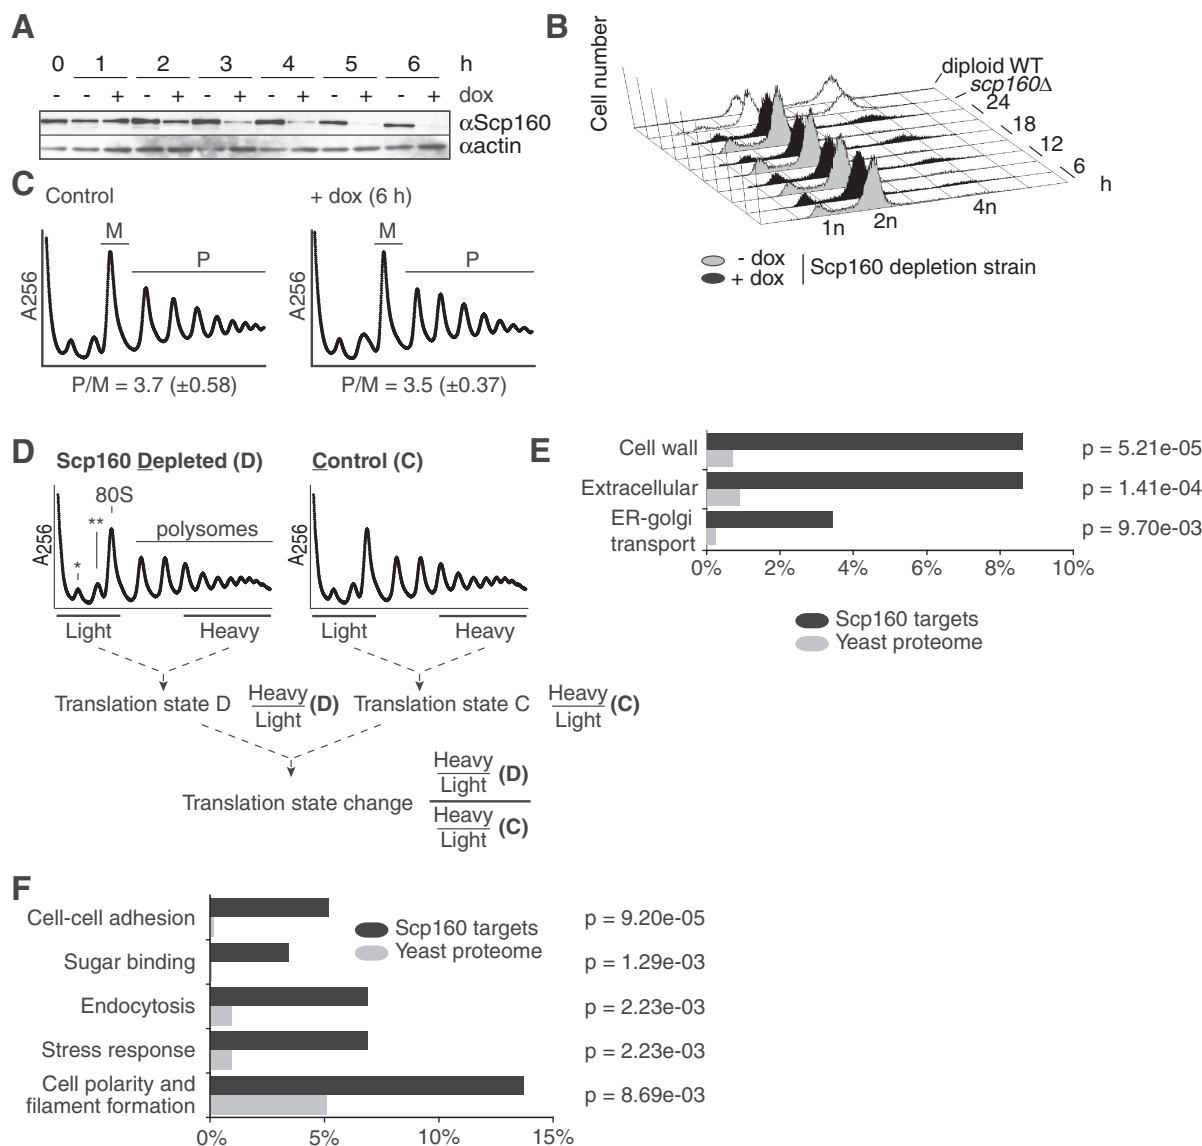 A
0 1 2 3 4 5 6 h
- - + - + - + - + - + - + dox
αScp160
αactin
B
Cell number
diploid WT
scp160Δ
24
18
12
6
h
1n 2n 4n
- dox
+ dox
Scp160 depletion strain
C
Control
+ dox (6 h)
A256
M
P
P/M = 3.7 (±0.58)
A256
M
P
P/M = 3.5 (±0.37)
D
Scp160 Depleted (D)
Control (C)
A256
*
**
80S
polysomes
A256
Light Heavy
Light Heavy
Translation state D
Heavy
Light
(D)
Translation state C
Heavy
Light
(C)
Translation state change
Heavy
Light
(D)
Heavy
Light
(C)
E
Cell wall
p = 5.21e-05
Extracellular
p = 1.41e-04
ER-golgi
transport
p = 9.70e-03
0% 2% 4% 6% 8% 10%
Scp160 targets
Yeast proteome
F
Cell-cell adhesion
p = 9.20e-05
Scp160 targets
Yeast proteome
Sugar binding
p = 1.29e-03
Endocytosis
p = 2.23e-03
Stress response
p = 2.23e-03
Cell polarity and
filament formation
p = 8.69e-03
0% 5% 10% 15%